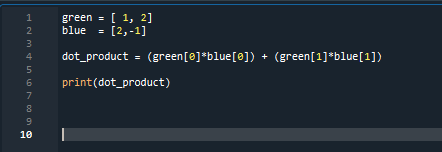 1 green = [ 1, 2]
2 blue  = [2,-1]
3
4 dot_product = (green[0]*blue[0]) + (green[1]*blue[1])
5
6 print(dot_product)
7
8
9
10